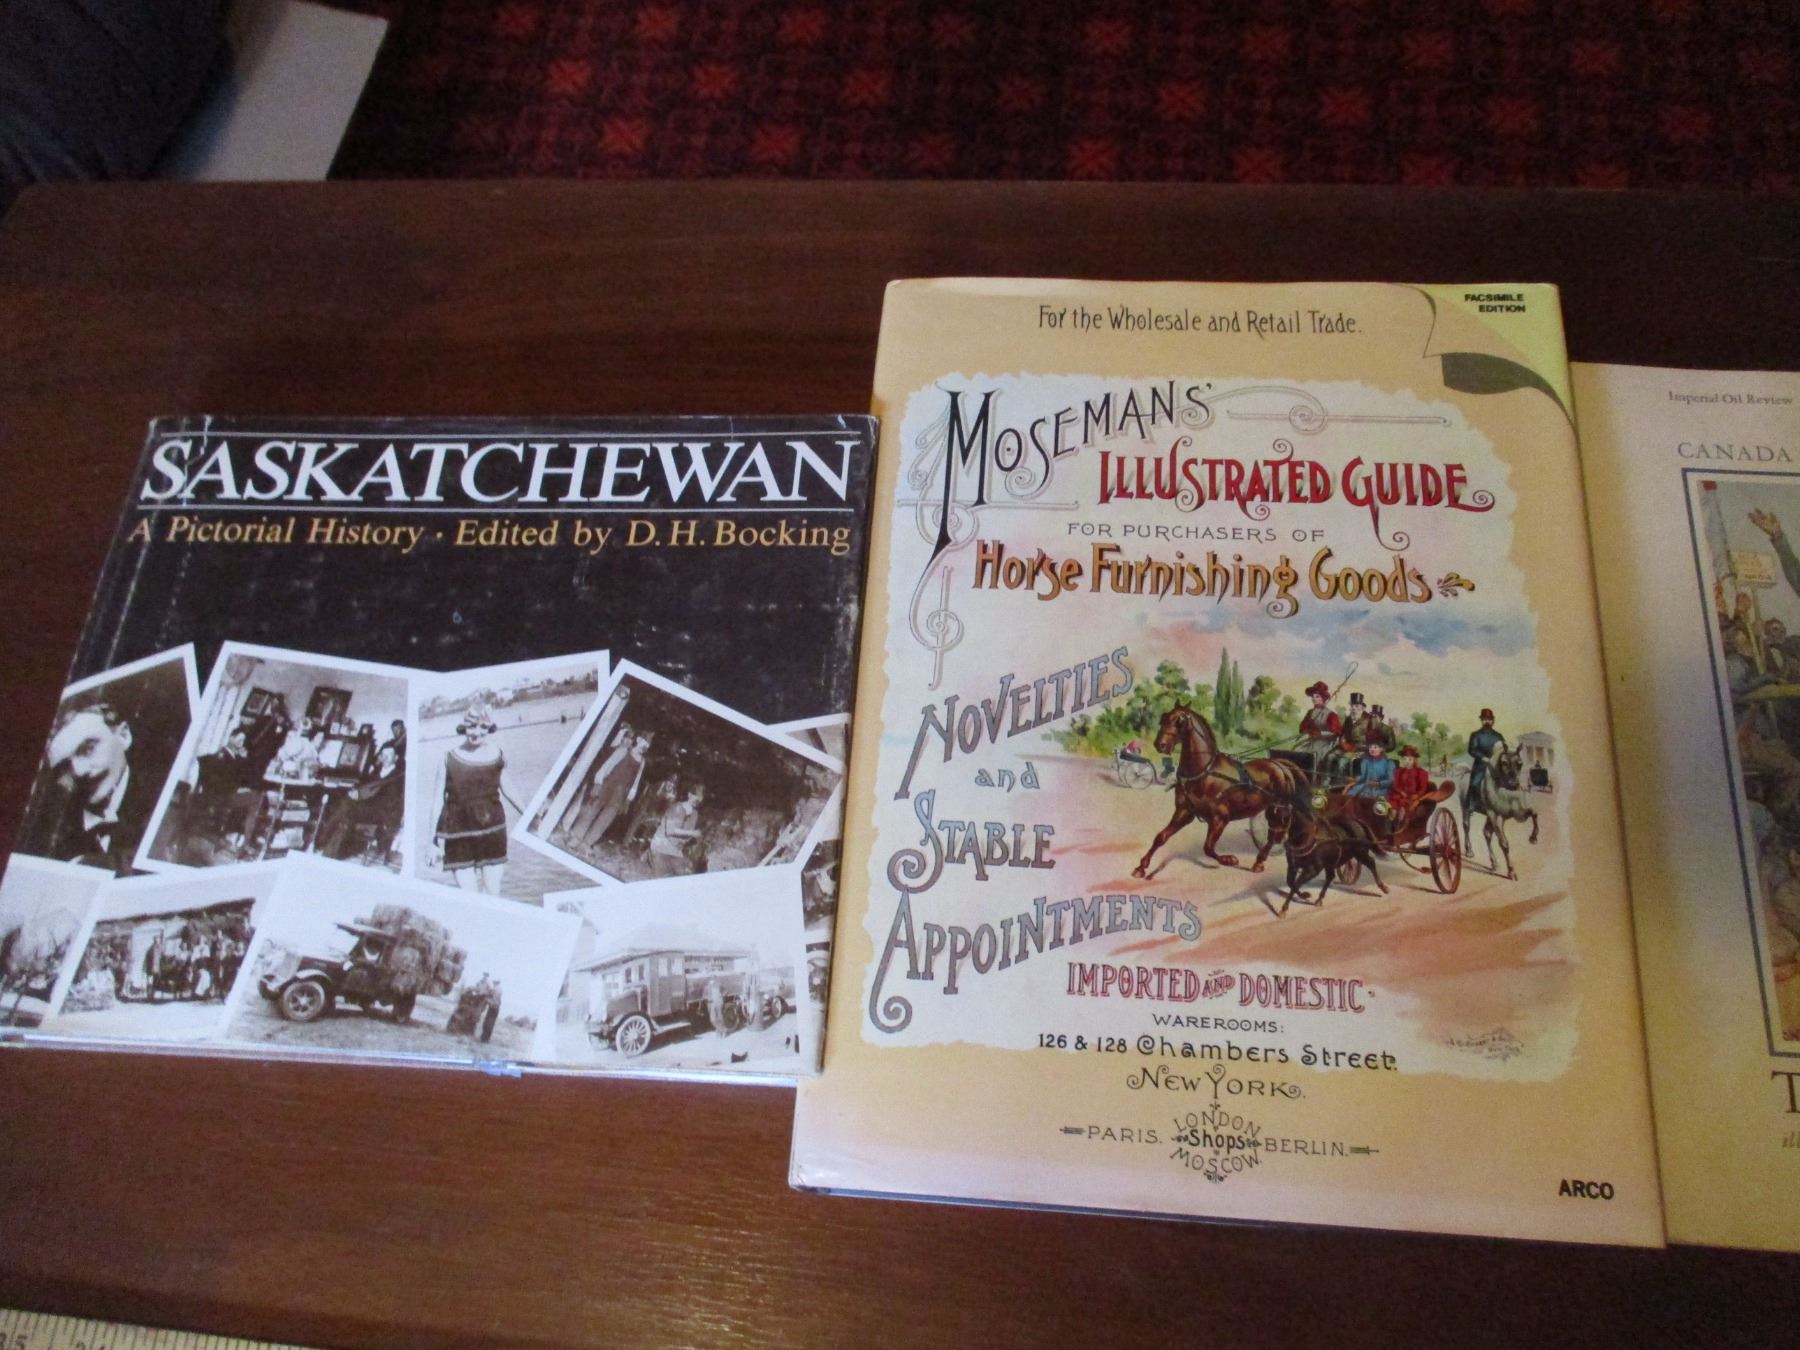 SASKATCHEWAN
A Pictorial History · Edited by D. H. Bocking
FACSIMILE
EDITION
For the Wholesale and Retail Trade.
MOSEMANS'
ILLUSTRATED GUIDE
FOR PURCHASERS OF
Horse Furnishing Goods
NOVELTIES
and
STABLE
APPOINTMENTS
IMPORTED AND DOMESTIC.
WAREROOMS:
126 & 128 Chambers Street.
NEW YORK.
LONDON
PARIS. Shops BERLIN.
MOSCOW.
ARCO
Imperial Oil Review
CANADA
T
ill